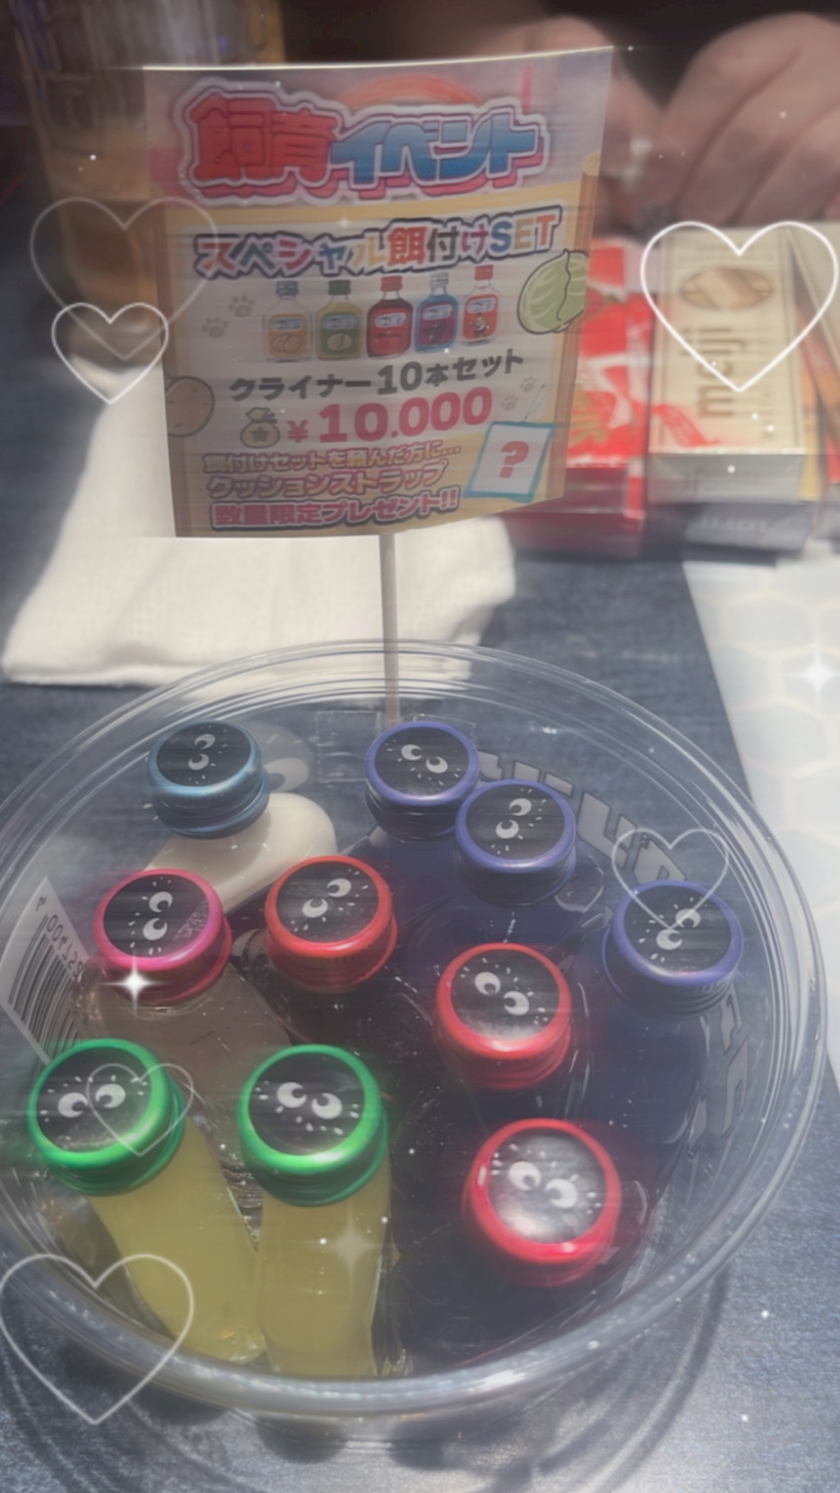 飼育イベント
スペシャル餌付けSET
クライナー10本セット
¥10,000
餌付けセットを頼んだ方に…
クッションストラップ
?
数量限定プレゼント!!
meiji